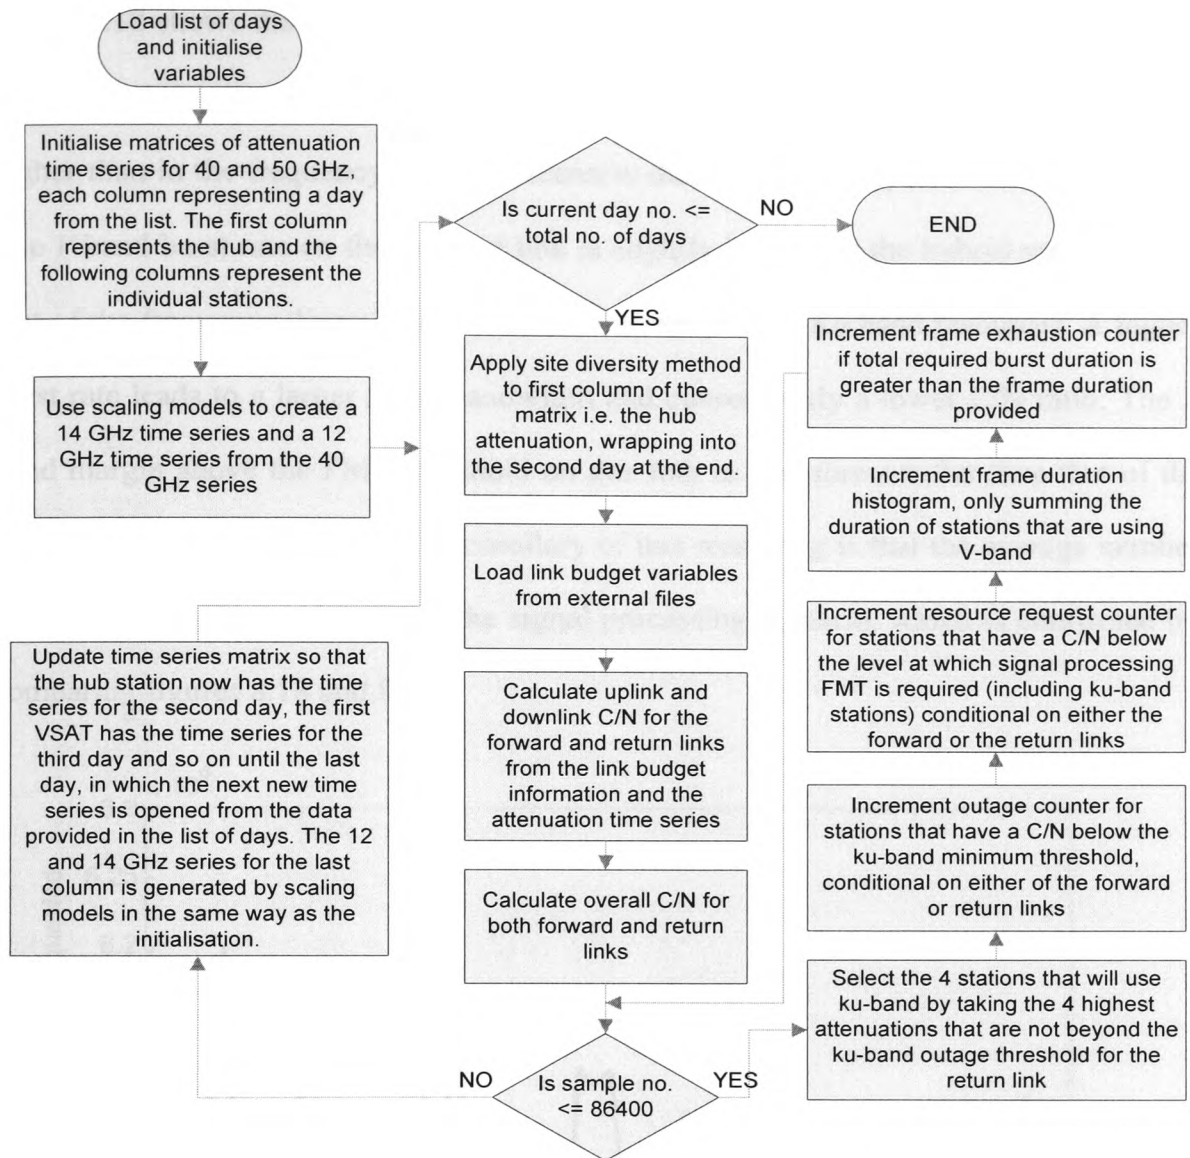 Load list of days
and initialise
variables
Initialise matrices of attenuation
time series for 40 and 50 GHz,
each column representing a day
from the list. The first column
represents the hub and the
following columns represent the
individual stations.
Use scaling models to create a
14 GHz time series and a 12
GHz time series from the 40
GHz series
Is current day no. <=
total no. of days
NO
END
YES
Apply site diversity method
to first column of the
matrix i.e. the hub
attenuation, wrapping into
the second day at the end.
Load link budget variables
from external files
Calculate uplink and
downlink C/N for the
forward and return links
from the link budget
information and the
attenuation time series
Calculate overall C/N for
both forward and return
links
Is sample no.
<= 86400
NO
YES
Update time series matrix so that
the hub station now has the time
series for the second day, the first
VSAT has the time series for the
third day and so on until the last
day, in which the next new time
series is opened from the data
provided in the list of days. The 12
and 14 GHz series for the last
column is generated by scaling
models in the same way as the
initialisation.
Select the 4 stations that will use
ku-band by taking the 4 highest
attenuations that are not beyond the
ku-band outage threshold for the
return link
Increment outage counter for
stations that have a C/N below the
ku-band minimum threshold,
conditional on either of the forward
or return links
Increment resource request counter
for stations that have a C/N below
the level at which signal processing
FMT is required (including ku-band
stations) conditional on either the
forward or the return links
Increment frame duration
histogram, only summing the
duration of stations that are using
V-band
Increment frame exhaustion counter
if total required burst duration is
greater than the frame duration
provided